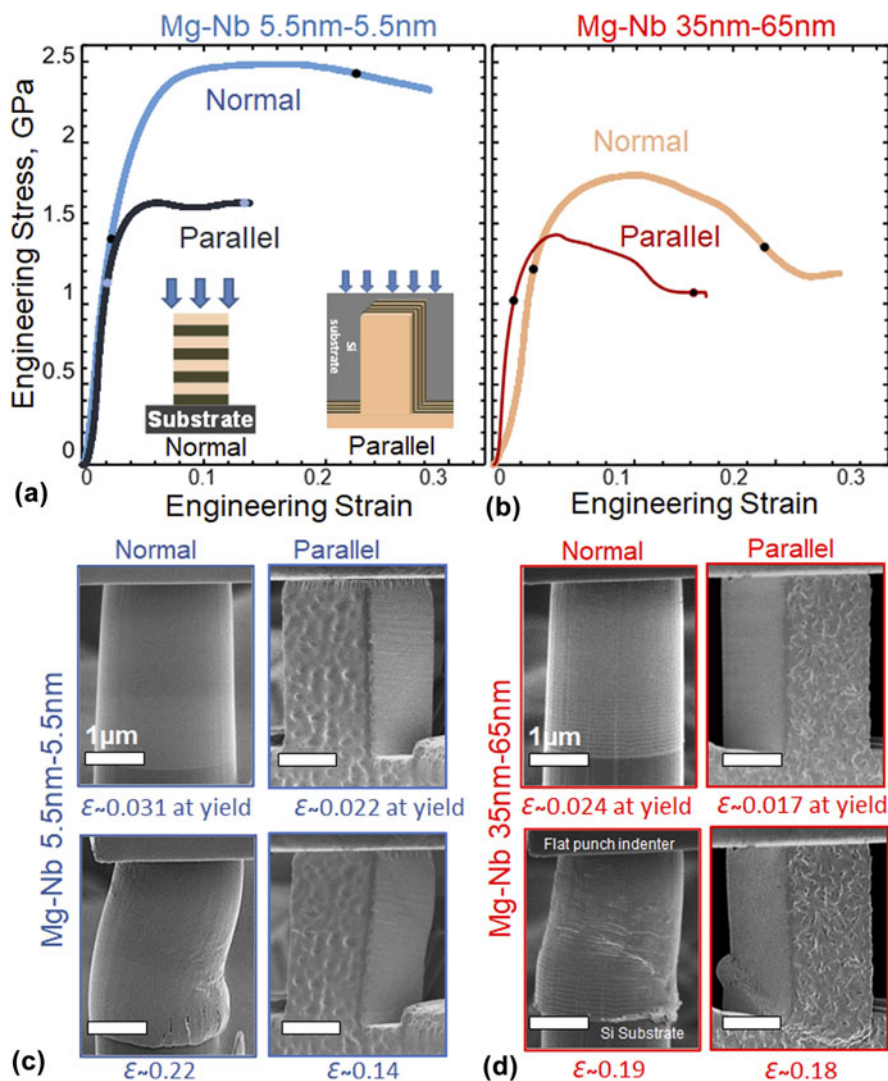 Mg-Nb 5.5nm-5.5nm
Mg-Nb 35nm-65nm
Engineering Stress, GPa
2.5
2
1.5
1
0.5
0
Normal
Parallel
Substrate
Normal
Si
substrate
Parallel
0 0.1 0.2 0.3
(a)
Engineering Strain
Normal
Parallel
0 0.1 0.2 0.3
(b)
Engineering Strain
Mg-Nb 5.5nm-5.5nm
Normal
Parallel
1μm
ℰ~0.031 at yield
ℰ~0.022 at yield
(c)
ℰ~0.22
ℰ~0.14
Mg-Nb 35nm-65nm
Normal
Parallel
1μm
ℰ~0.024 at yield
ℰ~0.017 at yield
Flat punch indenter
Si Substrate
(d)
ℰ~0.19
ℰ~0.18